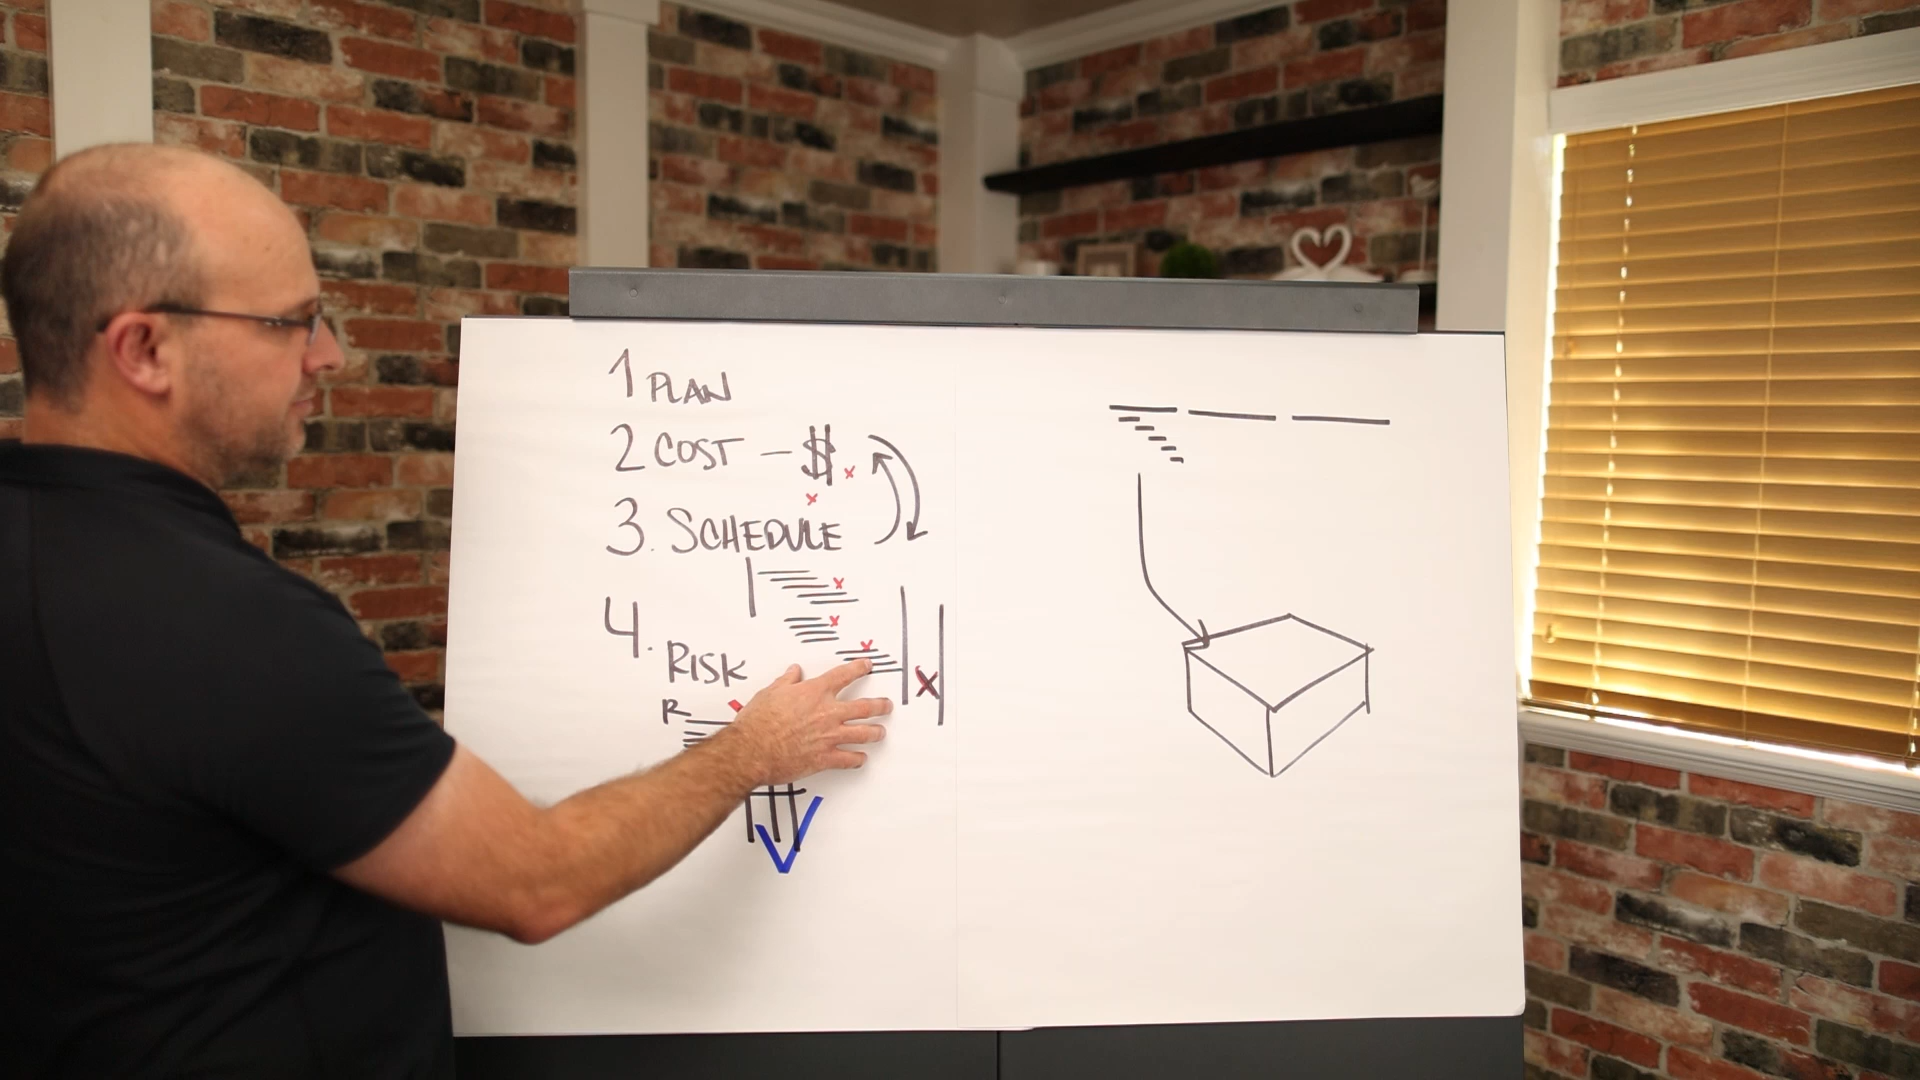 1 PLAN
2 COST - $
3. SCHEDULE
4. RISK
R